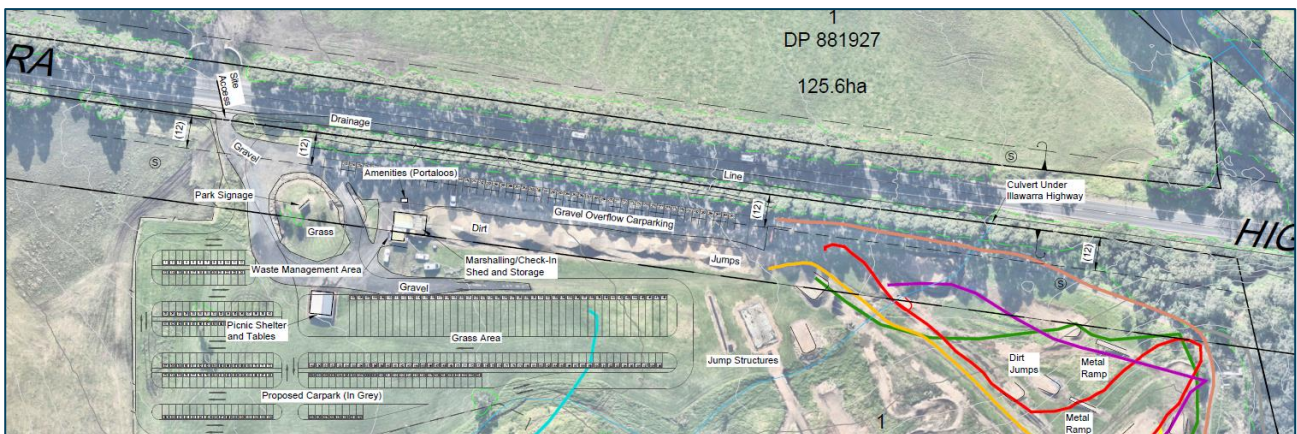 1
DP 881927
125.6ha
RA
Site
Access
(12)
Drainage
S
Gravel
(12)
Amenities (Portaloos)
Line
S
Culvert Under
Illawarra Highway
Park Signage
(12)
HIG
Gravel Overflow Carparking
Grass
Dirt
(12)
Waste Management Area
Marshalling/Check-In
Shed and Storage
Jumps
S
Gravel
Picnic Shelter
and Tables
Grass Area
Jump Structures
Dirt
Jumps
Metal
Ramp
Proposed Carpark (In Grey)
1
Metal
Ramp